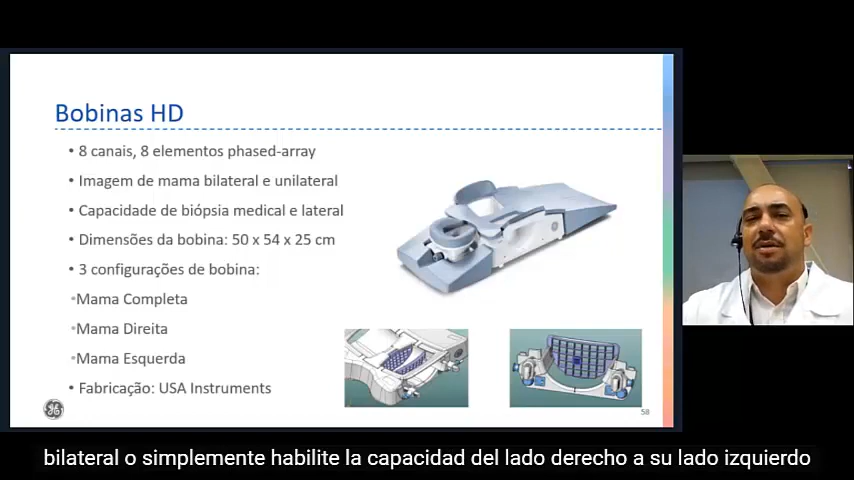 Bobinas HD
• 8 canais, 8 elementos phased-array
• Imagem de mama bilateral e unilateral
• Capacidade de biópsia medical e lateral
• Dimensões da bobina: 50 x 54 x 25 cm
• 3 configurações de bobina:
•Mama Completa
•Mama Direita
•Mama Esquerda
• Fabricação: USA Instruments
58
bilateral o simplemente habilite la capacidad del lado derecho a su lado izquierdo